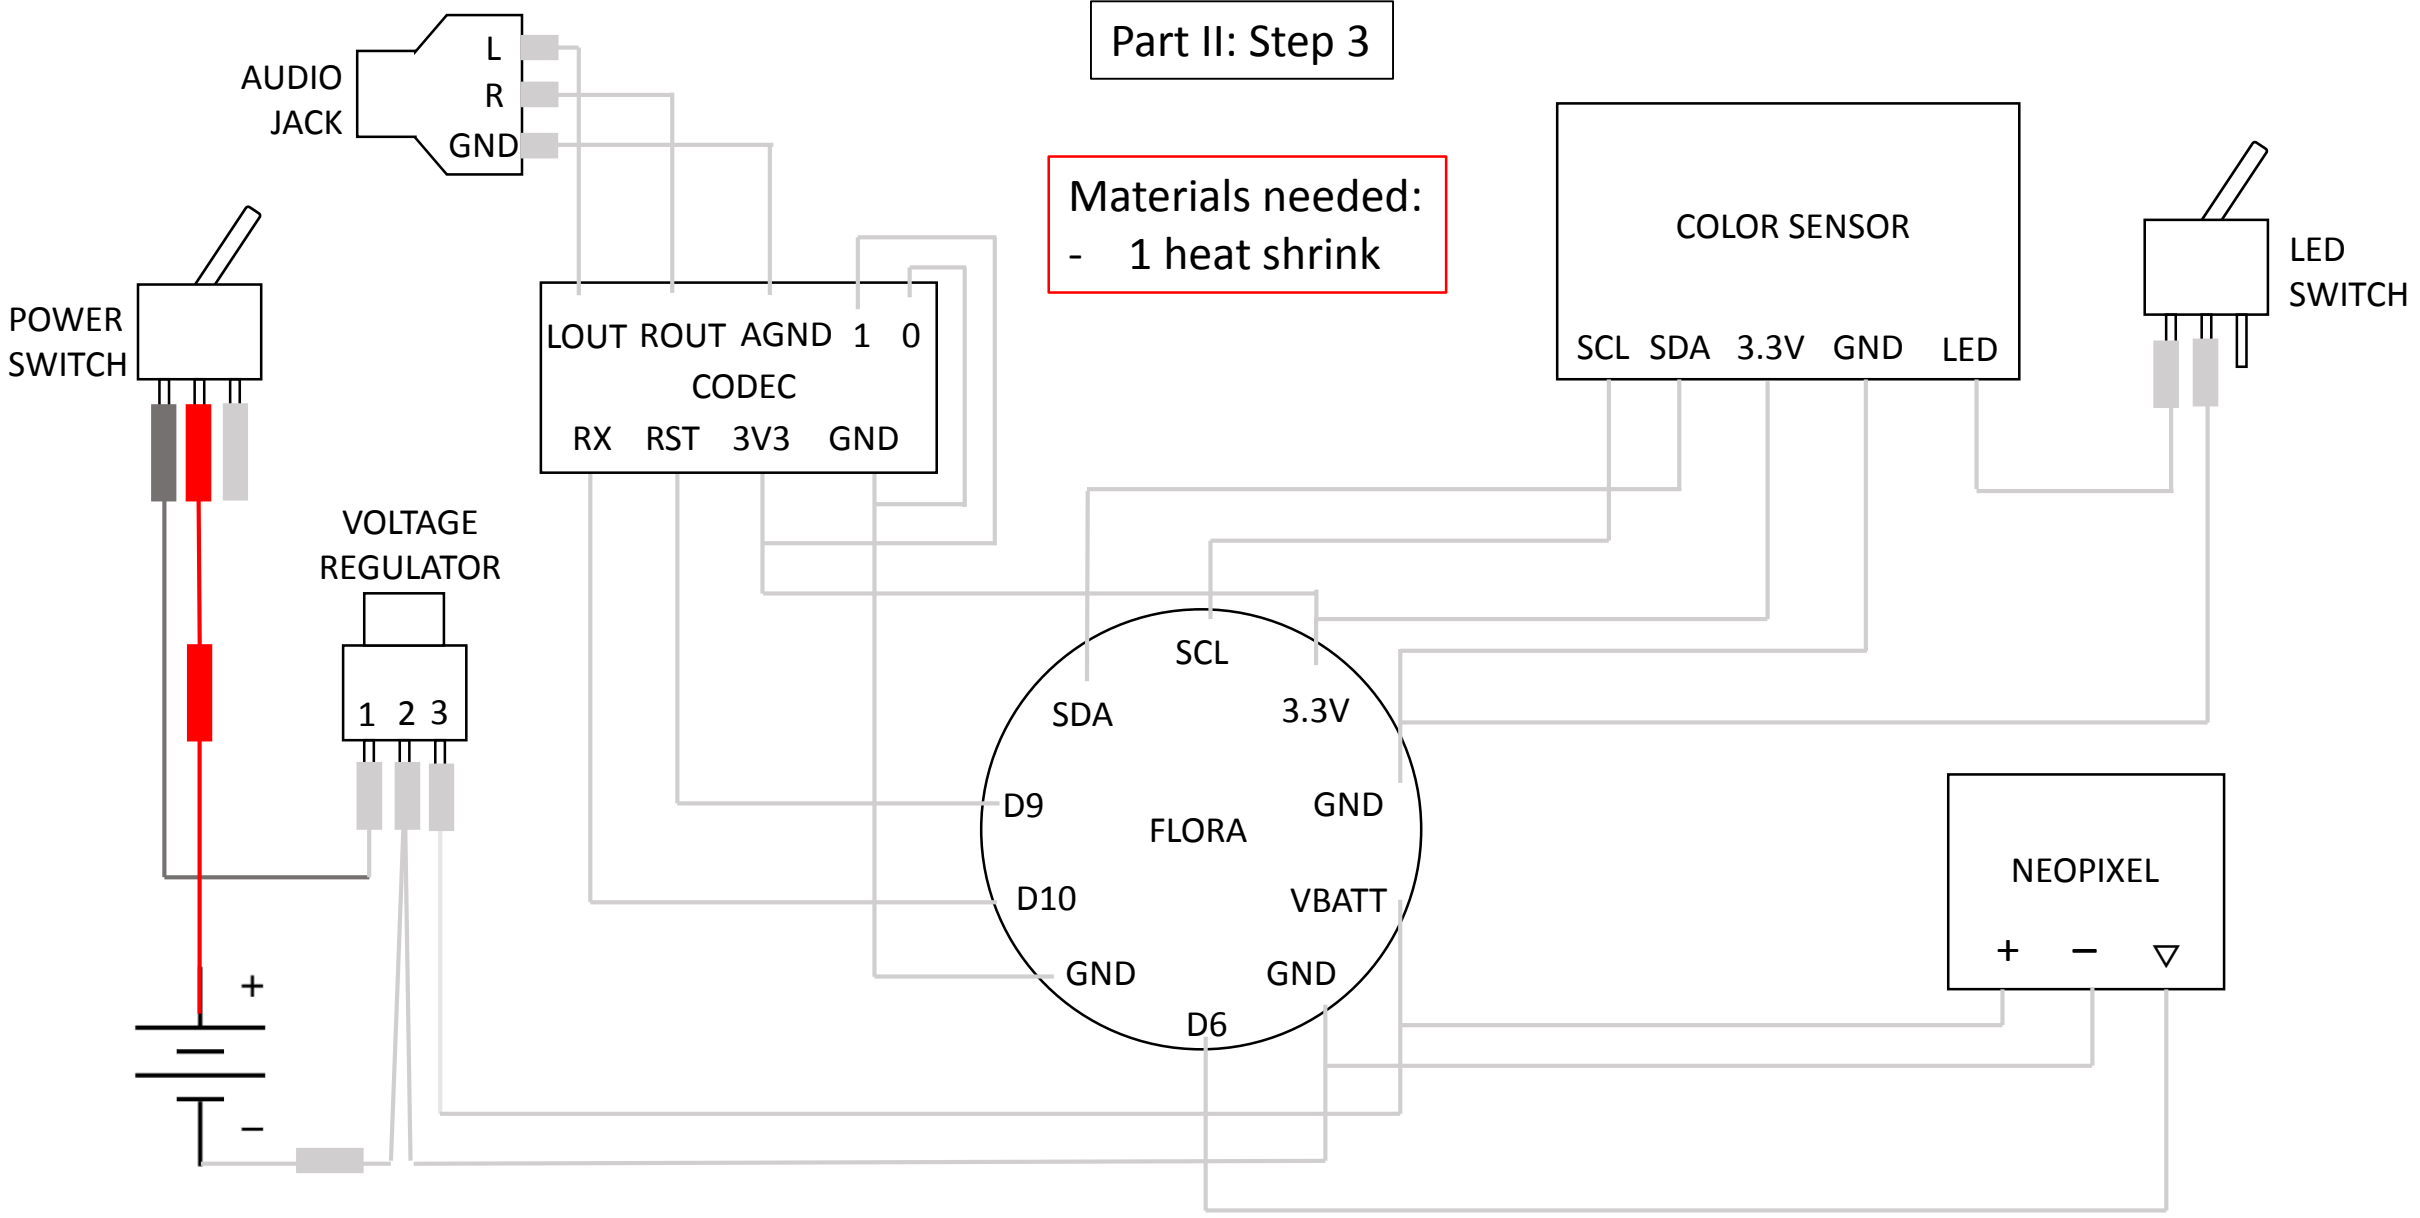 Part II: Step 3
Materials needed:
- 1 heat shrink
AUDIO
JACK
L
R
GND
POWER
SWITCH
LOUT ROUT AGND 1 0
CODEC
RX RST 3V3 GND
COLOR SENSOR
SCL SDA 3.3V GND LED
LED
SWITCH
VOLTAGE
REGULATOR
1 2 3
SCL
SDA 3.3V
D9 GND
FLORA
D10 VBATT
GND GND
D6
NEOPIXEL
+ − ▽
+
−